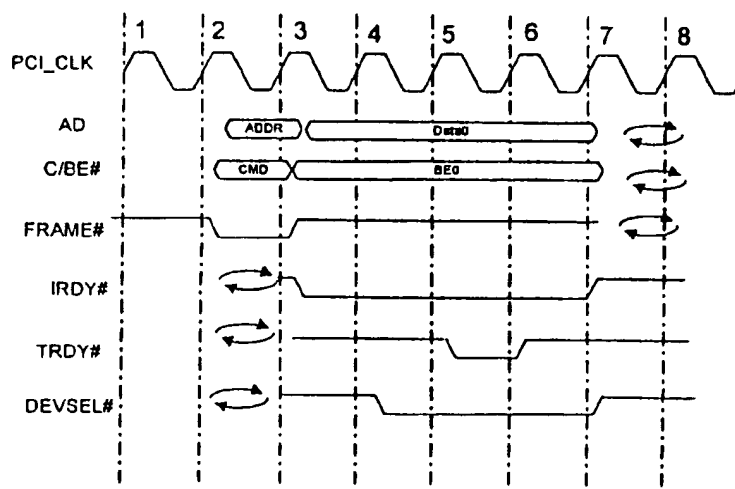 1 2 3 4 5 6 7 8
PCI_CLK
AD ADDR Data0
C/BE# CMD BE0
FRAME#
IRDY#
TRDY#
DEVSEL#